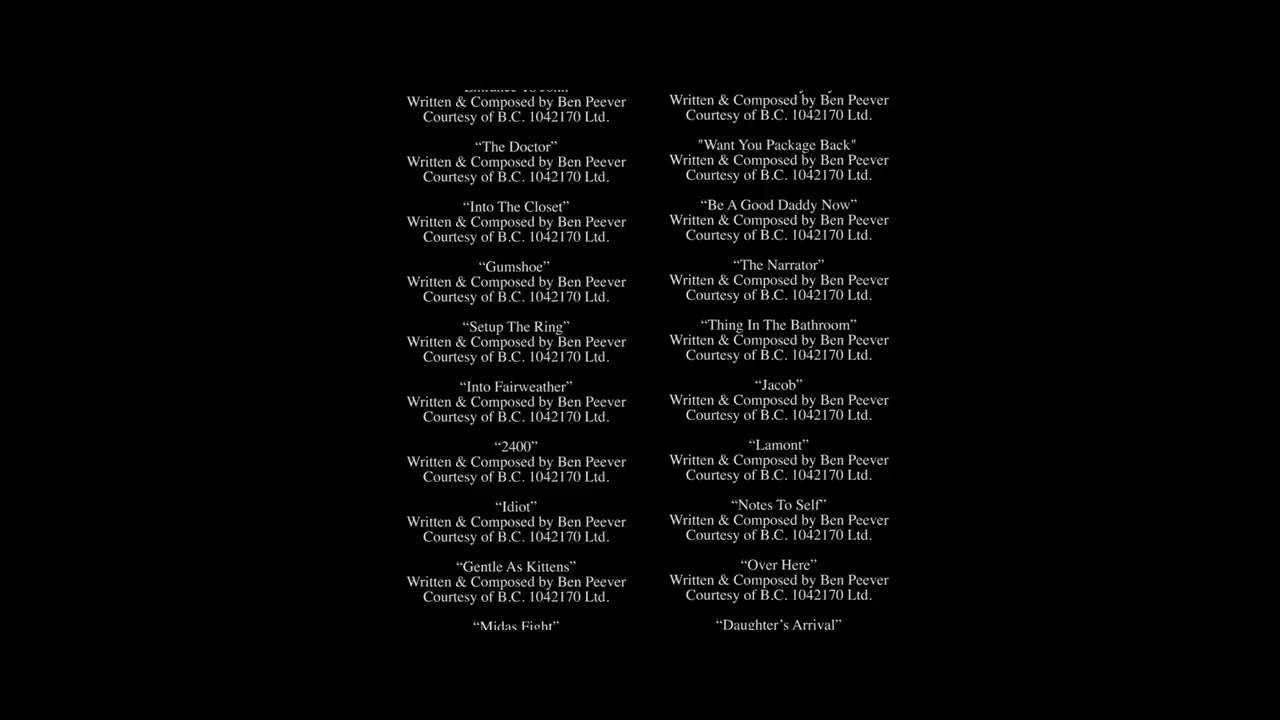 Entrance To John
Written & Composed by Ben Peever
Courtesy of B.C. 1042170 Ltd.
“The Doctor”
Written & Composed by Ben Peever
Courtesy of B.C. 1042170 Ltd.
“Into The Closet”
Written & Composed by Ben Peever
Courtesy of B.C. 1042170 Ltd.
“Gumshoe”
Written & Composed by Ben Peever
Courtesy of B.C. 1042170 Ltd.
“Setup The Ring”
Written & Composed by Ben Peever
Courtesy of B.C. 1042170 Ltd.
“Into Fairweather”
Written & Composed by Ben Peever
Courtesy of B.C. 1042170 Ltd.
“2400”
Written & Composed by Ben Peever
Courtesy of B.C. 1042170 Ltd.
“Idiot”
Written & Composed by Ben Peever
Courtesy of B.C. 1042170 Ltd.
“Gentle As Kittens”
Written & Composed by Ben Peever
Courtesy of B.C. 1042170 Ltd.
“Midas Fight”
Written & Composed by Ben Peever
Courtesy of B.C. 1042170 Ltd.
"Want You Package Back"
Written & Composed by Ben Peever
Courtesy of B.C. 1042170 Ltd.
“Be A Good Daddy Now”
Written & Composed by Ben Peever
Courtesy of B.C. 1042170 Ltd.
“The Narrator”
Written & Composed by Ben Peever
Courtesy of B.C. 1042170 Ltd.
“Thing In The Bathroom”
Written & Composed by Ben Peever
Courtesy of B.C. 1042170 Ltd.
“Jacob”
Written & Composed by Ben Peever
Courtesy of B.C. 1042170 Ltd.
“Lamont”
Written & Composed by Ben Peever
Courtesy of B.C. 1042170 Ltd.
“Notes To Self”
Written & Composed by Ben Peever
Courtesy of B.C. 1042170 Ltd.
“Over Here”
Written & Composed by Ben Peever
Courtesy of B.C. 1042170 Ltd.
“Daughter’s Arrival”